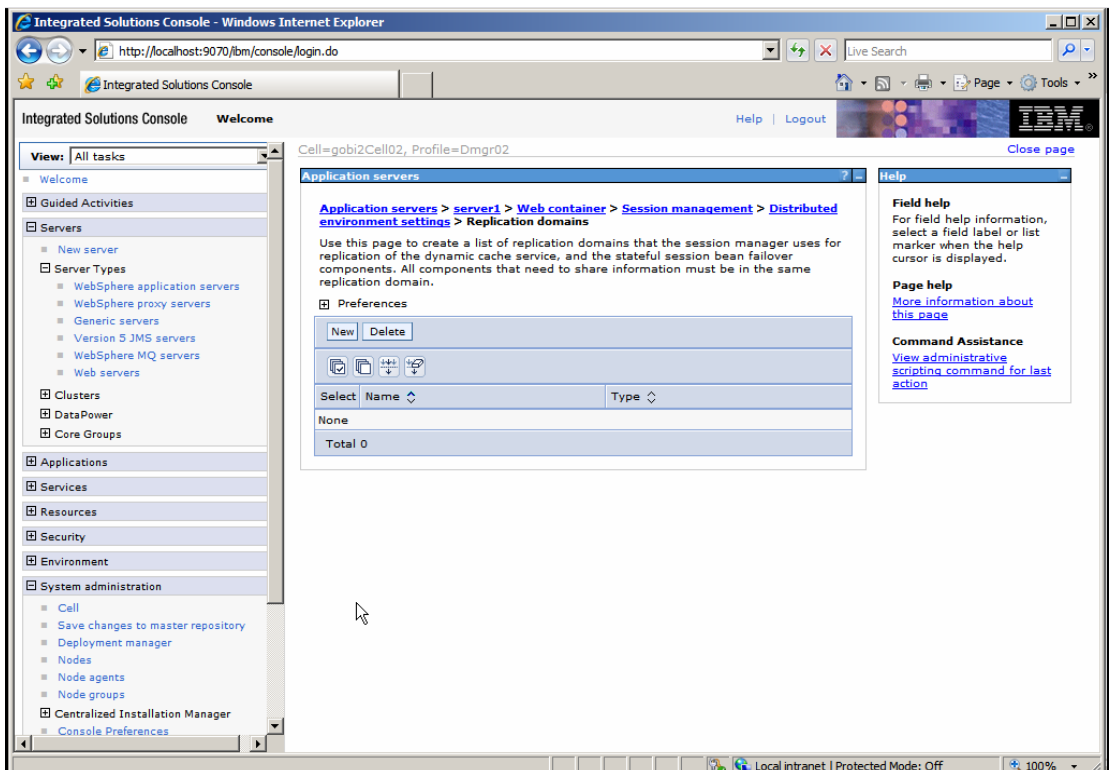 Integrated Solutions Console - Windows Internet Explorer
http://localhost:9070/ibm/console/login.do
Live Search
Integrated Solutions Console
Page
Tools
»
Integrated Solutions Console Welcome
Help | Logout
IBM®
View: All tasks
Welcome
Guided Activities
Servers
New server
Server Types
WebSphere application servers
WebSphere proxy servers
Generic servers
Version 5 JMS servers
WebSphere MQ servers
Web servers
Clusters
DataPower
Core Groups
Applications
Services
Resources
Security
Environment
System administration
Cell
Save changes to master repository
Deployment manager
Nodes
Node agents
Node groups
Centralized Installation Manager
Console Preferences
Cell=gobi2Cell02, Profile=Dmgr02
Close page
Application servers
? -
Application servers > server1 > Web container > Session management > Distributed
environment settings > Replication domains
Use this page to create a list of replication domains that the session manager uses for
replication of the dynamic cache service, and the stateful session bean failover
components. All components that need to share information must be in the same
replication domain.
Preferences
New Delete
Select Name Type
None
Total 0
Help
-
Field help
For field help information,
select a field label or list
marker when the help
cursor is displayed.
Page help
More information about
this page
Command Assistance
View administrative
scripting command for last
action
Local intranet | Protected Mode: Off
100%